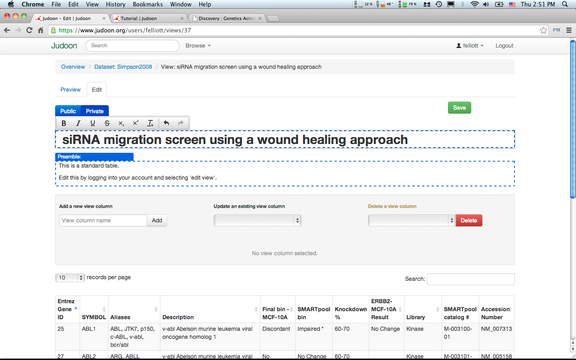 Chrome File Edit View History Bookmarks Window Help
Thu 2:51 PM
Judoon – Edit | Judoon
Tutorial | Judoon
Discovery : Genetics Activ
https://www.judoon.org/users/felliott/views/37
Judoon Search Browse felliott Logout
Overview / Dataset: Simpson2008 / View: siRNA migration screen using a wound healing approach
Preview Edit
Public Private Save
B I U S
siRNA migration screen using a wound healing approach
Preamble:
This is a standard table.
Edit this by logging into your account and selecting 'edit view'.
Add a new view column Update an existing view column Delete a view column
View column name Add Delete
No view column selected.
10 records per page Search:
Entrez Gene ID SYMBOL Aliases Description Final bin - MCF-10A SMARTpool bin Knockdown % ERBB2- MCF-10A Result Library SMARTpool catalog # Accession Number
25 ABL1 ABL, JTK7, p150, c-ABL, v-abl, bcr/abl v-abl Abelson murine leukemia viral oncogene homolog 1 Discordant Impaired * 60-70 No Change Kinase M-003100-01 NM_007313
27 ABL2 ARG, ABLL v-abl Abelson murine leukemia viral No No Change 60-70 No Change Kinase M-003101- NM_005158